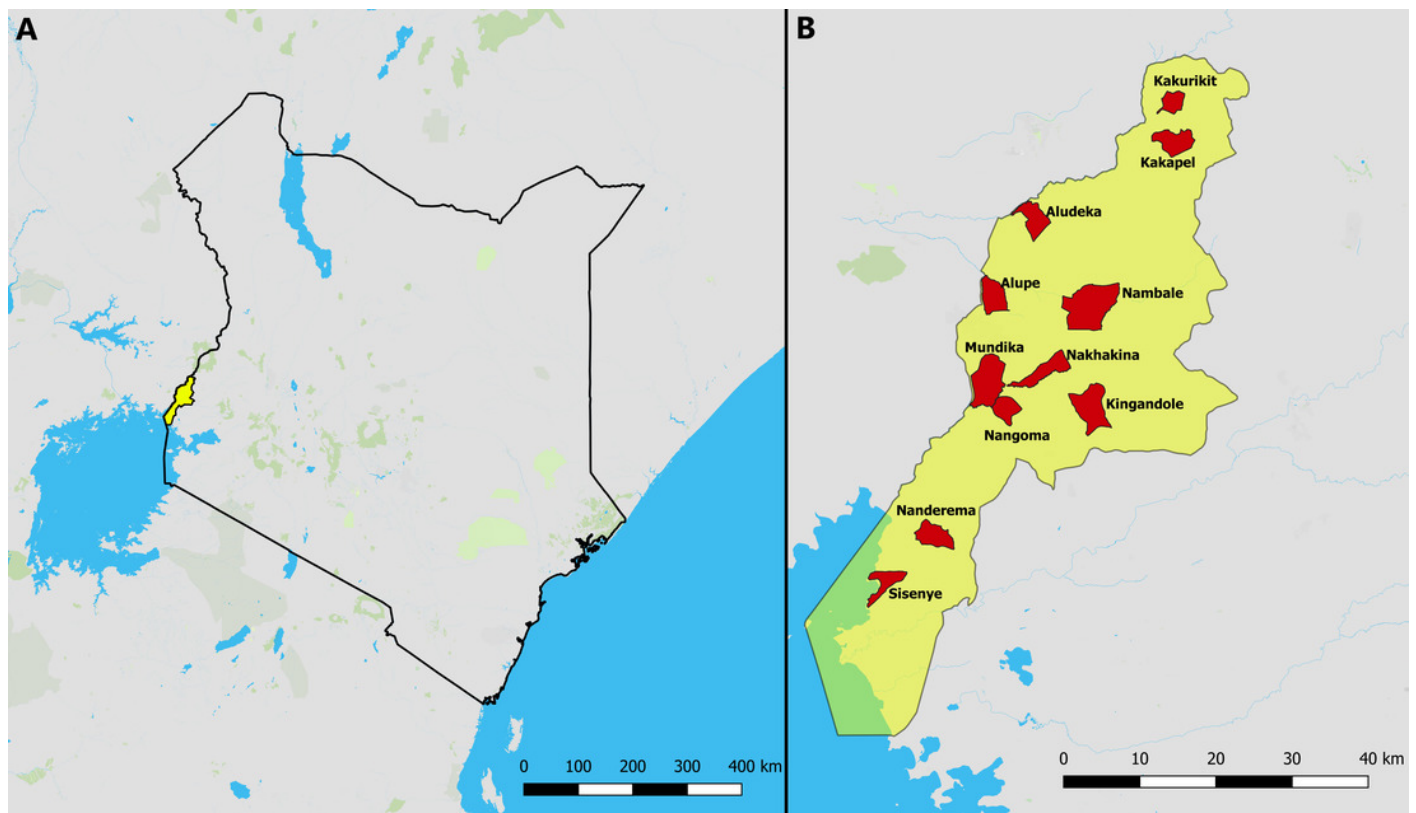 A
0 100 200 300 400 km
B
Kakurikit
Kakapel
Aludeka
Alupe
Nambale
Mundika
Nakhakina
Kingandole
Nangoma
Nanderema
Sisenye
0 10 20 30 40 km